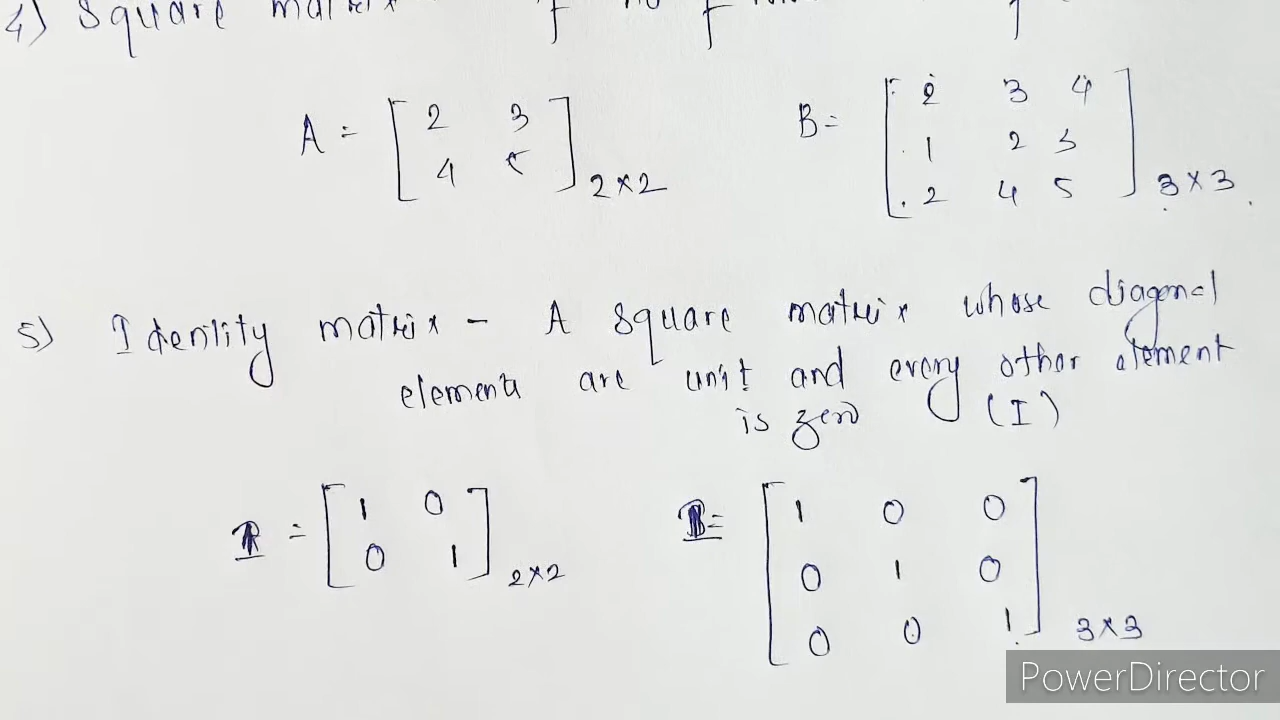 4) Square matrix
A = [ 2 3
4 5 ] 2×2
B = [ 2 3 4
1 2 3
2 4 5 ] 3×3
5) Identity matrix - A square matrix whose diagonal
elements are unit and every other element
is zero (I)
I = [ 1 0
0 1 ] 2×2
I = [ 1 0 0
0 1 0
0 0 1 ] 3×3
PowerDirector